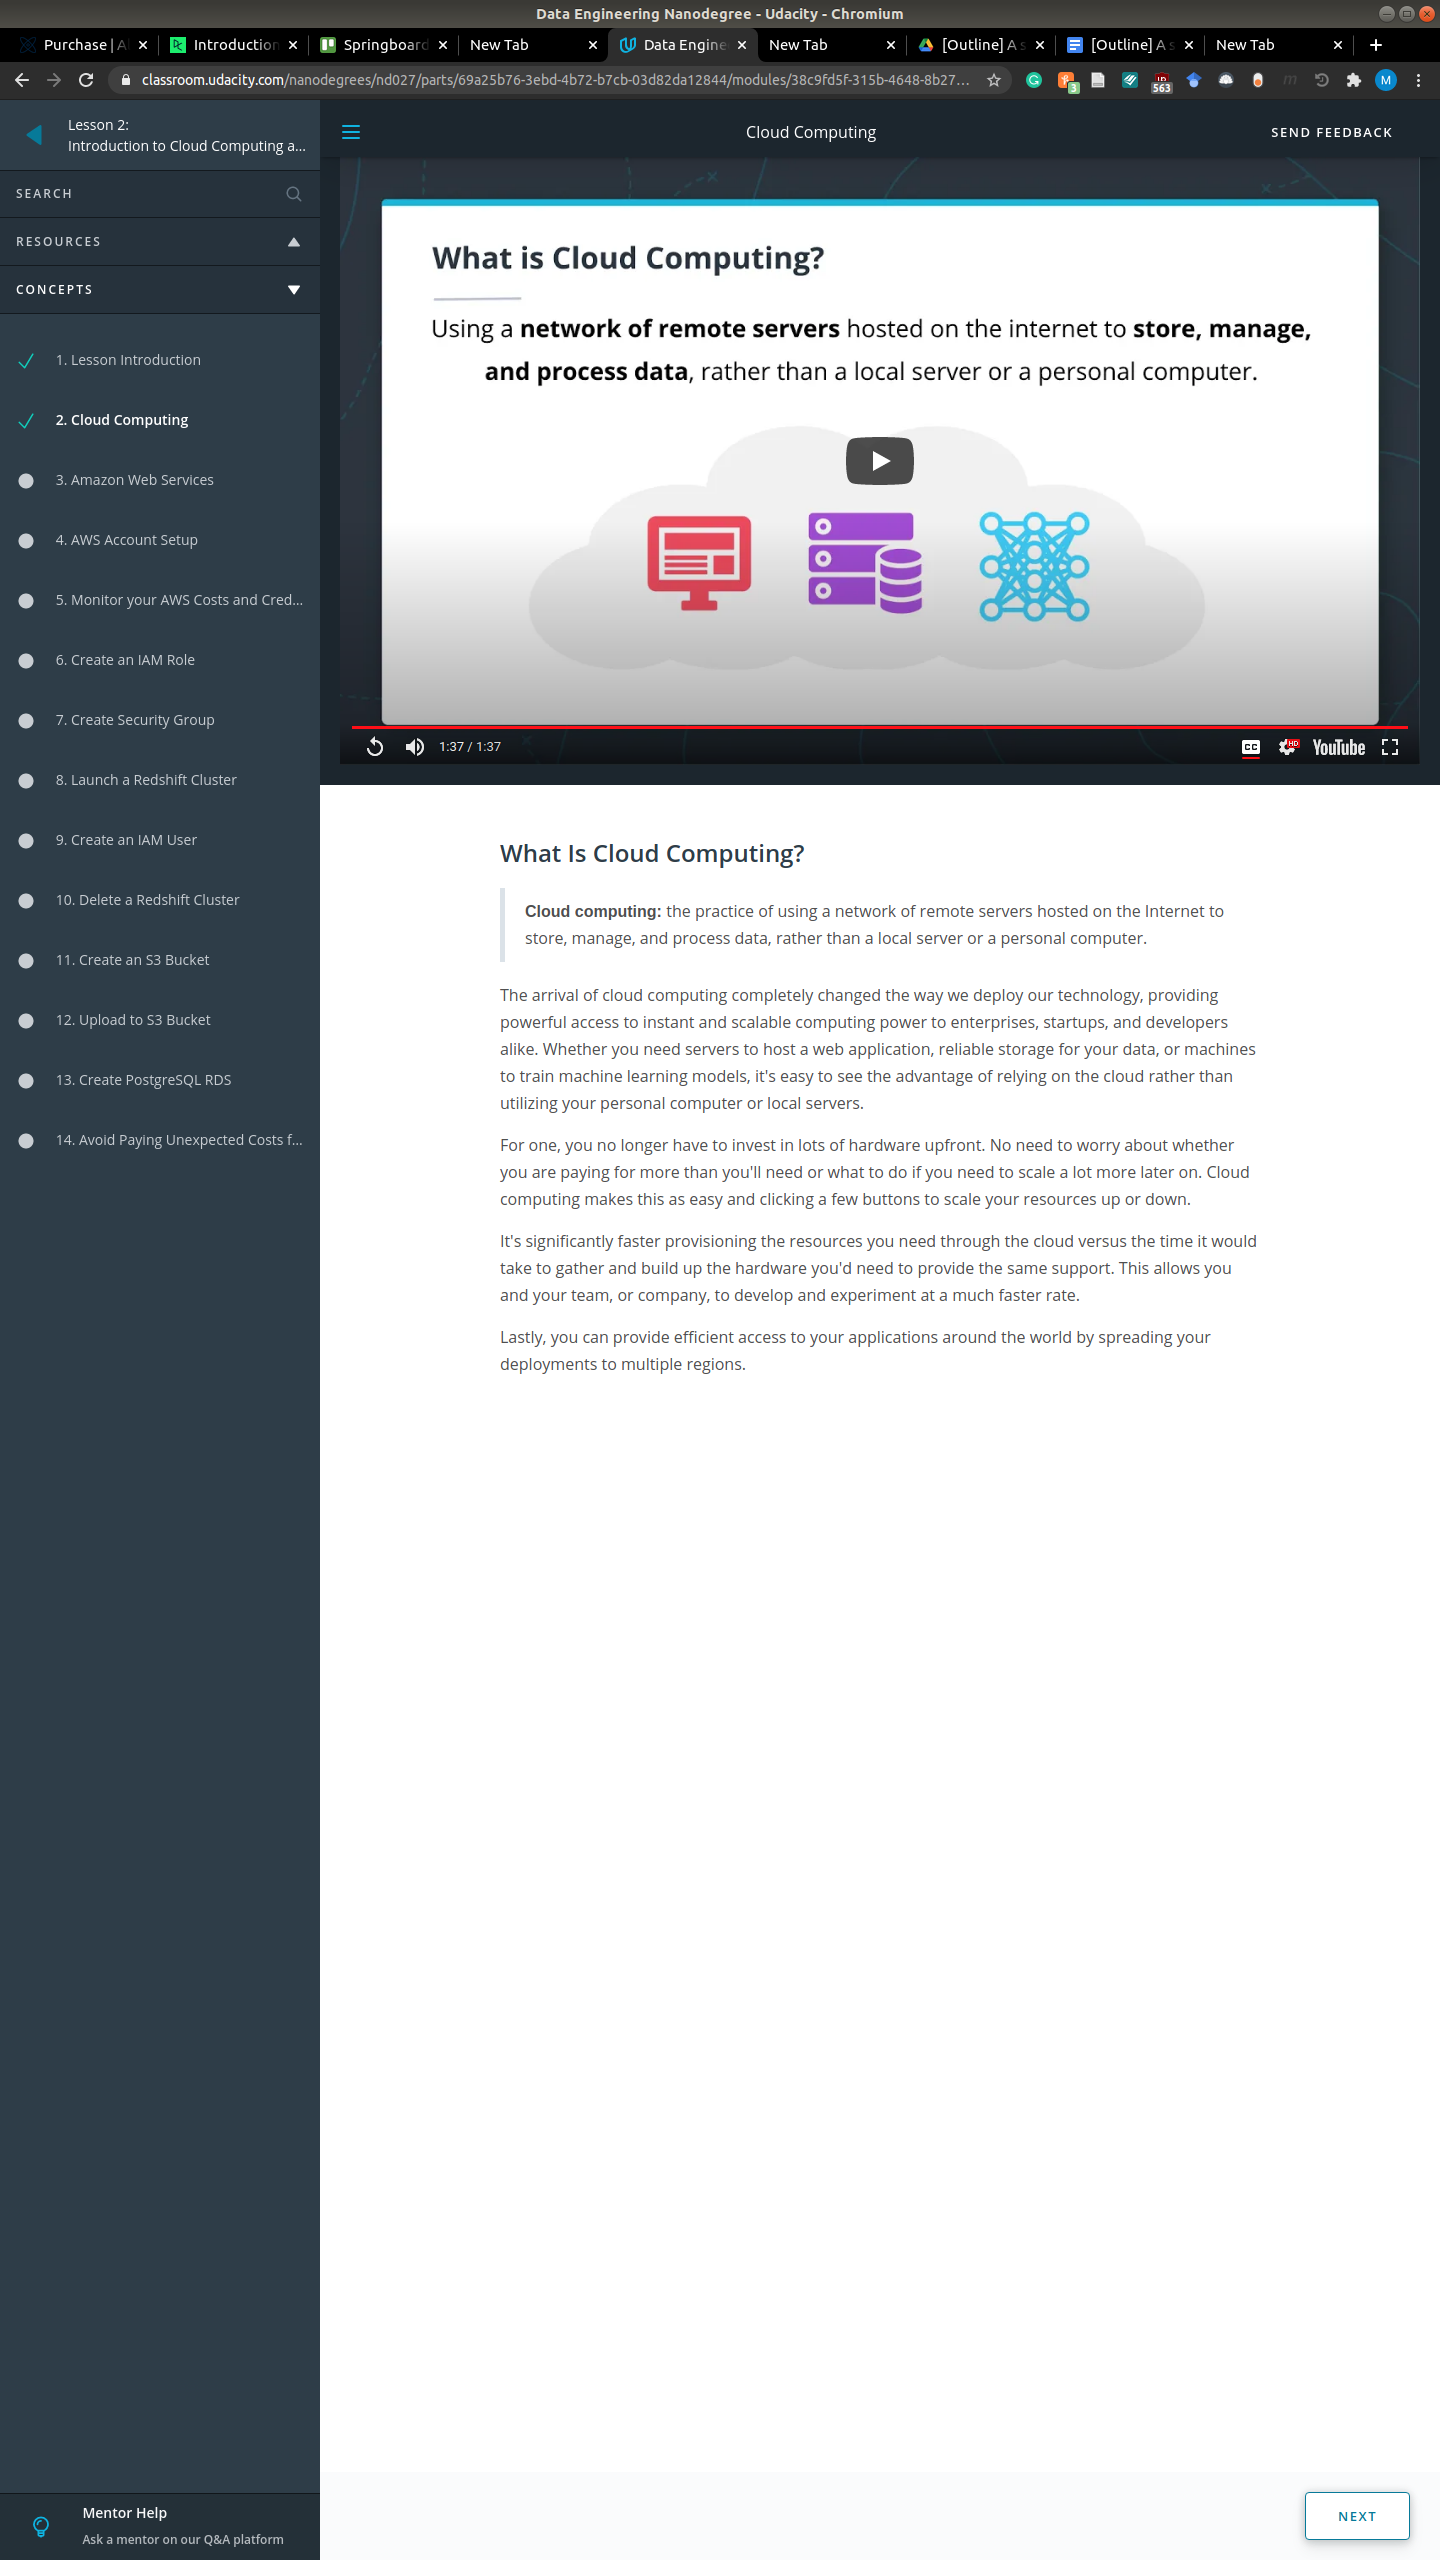 Data Engineering Nanodegree - Udacity - Chromium
Purchase | A
Introduction
Springboard
New Tab
Data Engine
New Tab
[Outline] A s
[Outline] A s
New Tab
classroom.udacity.com/nanodegrees/nd027/parts/69a25b76-3ebd-4b72-b7cb-03d82da12844/modules/38c9fd5f-315b-4648-8b27...
3
563
m
M
Lesson 2:
Introduction to Cloud Computing a...
Cloud Computing
SEND FEEDBACK
SEARCH
RESOURCES
CONCEPTS
1. Lesson Introduction
2. Cloud Computing
3. Amazon Web Services
4. AWS Account Setup
5. Monitor your AWS Costs and Cred...
6. Create an IAM Role
7. Create Security Group
8. Launch a Redshift Cluster
9. Create an IAM User
10. Delete a Redshift Cluster
11. Create an S3 Bucket
12. Upload to S3 Bucket
13. Create PostgreSQL RDS
14. Avoid Paying Unexpected Costs f...
Mentor Help
Ask a mentor on our Q&A platform
What is Cloud Computing?
Using a network of remote servers hosted on the internet to store, manage,
and process data, rather than a local server or a personal computer.
1:37 / 1:37
CC
HD
YouTube
What Is Cloud Computing?
Cloud computing: the practice of using a network of remote servers hosted on the Internet to
store, manage, and process data, rather than a local server or a personal computer.
The arrival of cloud computing completely changed the way we deploy our technology, providing
powerful access to instant and scalable computing power to enterprises, startups, and developers
alike. Whether you need servers to host a web application, reliable storage for your data, or machines
to train machine learning models, it's easy to see the advantage of relying on the cloud rather than
utilizing your personal computer or local servers.
For one, you no longer have to invest in lots of hardware upfront. No need to worry about whether
you are paying for more than you'll need or what to do if you need to scale a lot more later on. Cloud
computing makes this as easy and clicking a few buttons to scale your resources up or down.
It's significantly faster provisioning the resources you need through the cloud versus the time it would
take to gather and build up the hardware you'd need to provide the same support. This allows you
and your team, or company, to develop and experiment at a much faster rate.
Lastly, you can provide efficient access to your applications around the world by spreading your
deployments to multiple regions.
NEXT